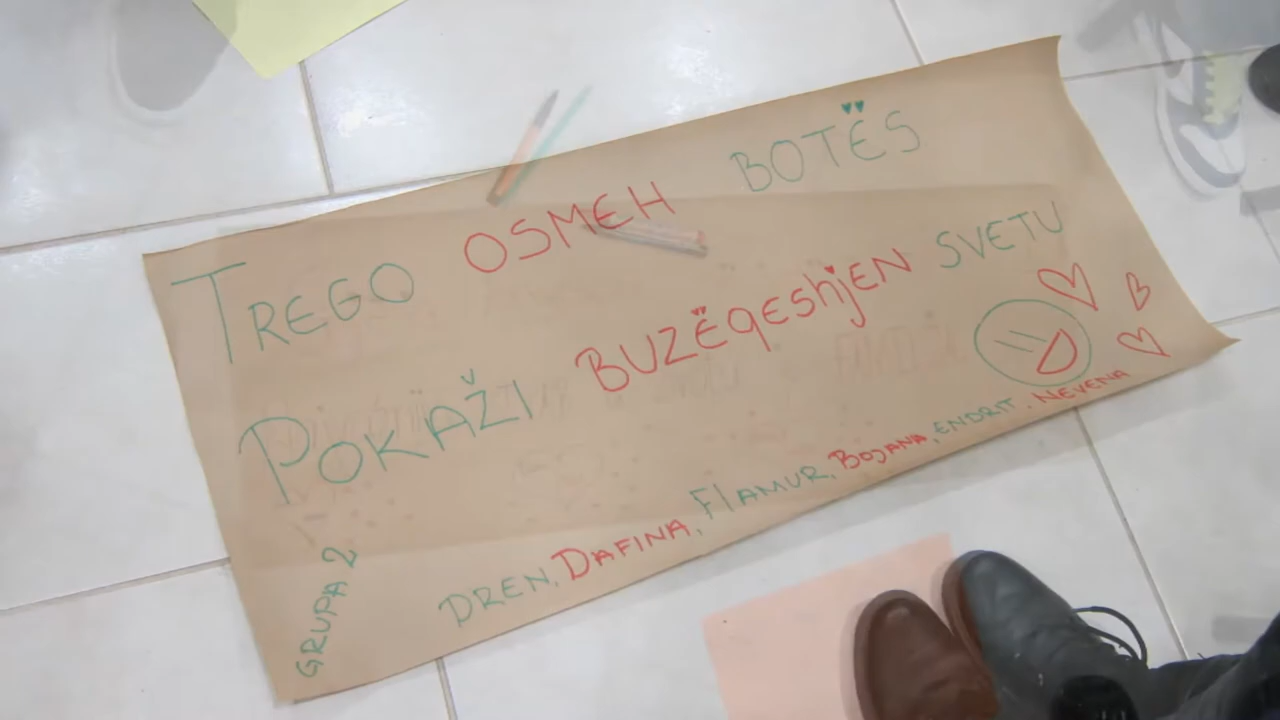 TREGO OSMEH BOTËS
POKAŽI BUZËQESHJEN SVETU
GRUPA 2
DREN, DAFINA, FlAMUR, BOJANA, ENDRIT, NEVENA